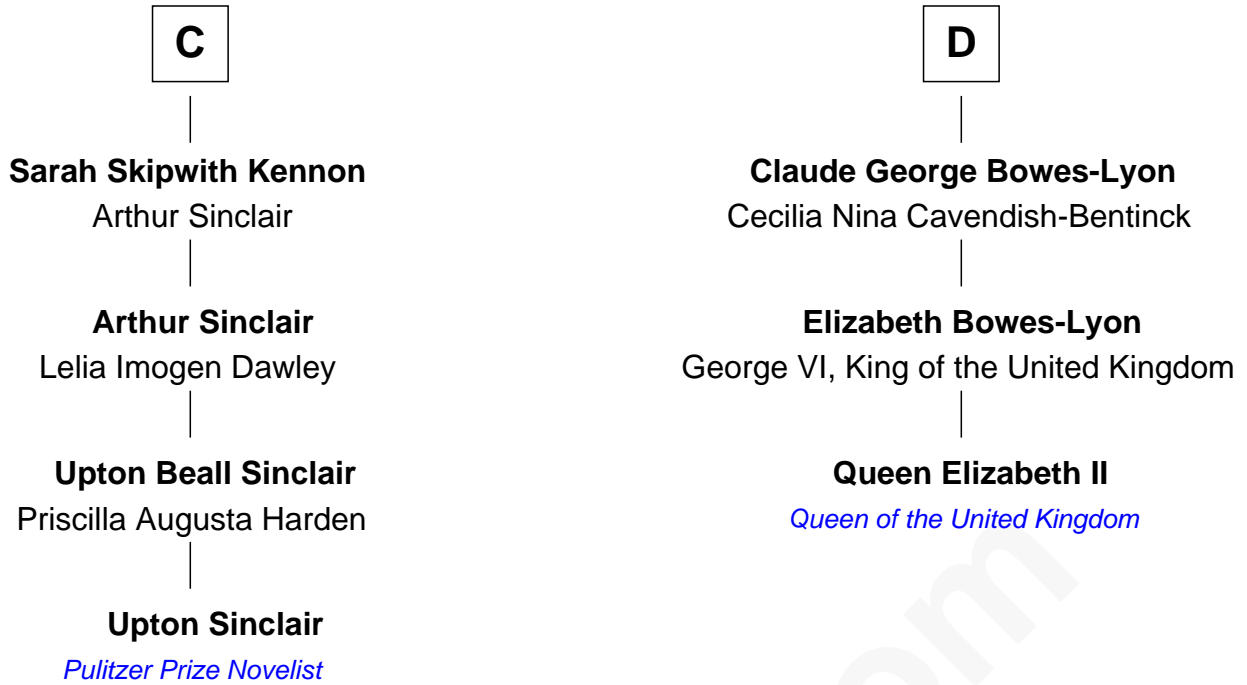 C
Sarah Skipwith Kennon
Arthur Sinclair
Arthur Sinclair
Lelia Imogen Dawley
Upton Beall Sinclair
Priscilla Augusta Harden
Upton Sinclair
Pulitzer Prize Novelist
D
Claude George Bowes-Lyon
Cecilia Nina Cavendish-Bentinck
Elizabeth Bowes-Lyon
George VI, King of the United Kingdom
Queen Elizabeth II
Queen of the United Kingdom